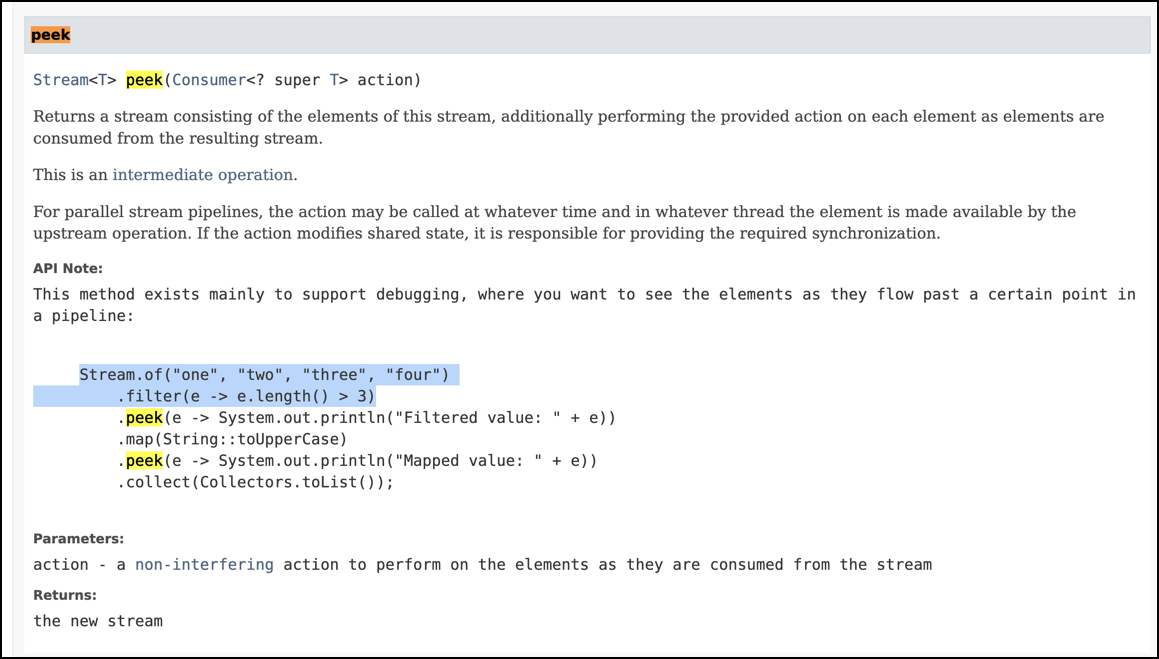 peek
Stream<T> peek(Consumer<? super T> action)
Returns a stream consisting of the elements of this stream, additionally performing the provided action on each element as elements are
consumed from the resulting stream.
This is an intermediate operation.
For parallel stream pipelines, the action may be called at whatever time and in whatever thread the element is made available by the
upstream operation. If the action modifies shared state, it is responsible for providing the required synchronization.
API Note:
This method exists mainly to support debugging, where you want to see the elements as they flow past a certain point in
a pipeline:
Stream.of("one", "two", "three", "four")
.filter(e -> e.length() > 3)
.peek(e -> System.out.println("Filtered value: " + e))
.map(String::toUpperCase)
.peek(e -> System.out.println("Mapped value: " + e))
.collect(Collectors.toList());
Parameters:
action - a non-interfering action to perform on the elements as they are consumed from the stream
Returns:
the new stream